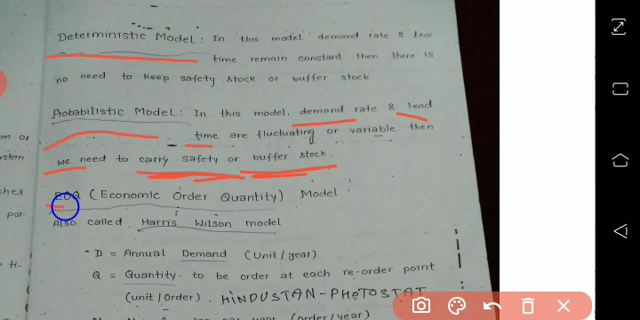 Deterministic Model: In this model demand rate & lead
time remain constant then there is
no need to keep safety stock or buffer stock
Probabilistic Model: In this model, demand rate & lead
time are fluctuating or variable then
we need to carry safety or buffer stock.
EOQ (Economic Order Quantity) Model
Also called Harris Wilson model
- D = Annual Demand (Unit/year)
Q = Quantity to be order at each re-order point
(unit/order). HINDUSTAN-PHOTOSTAT
(order/year)